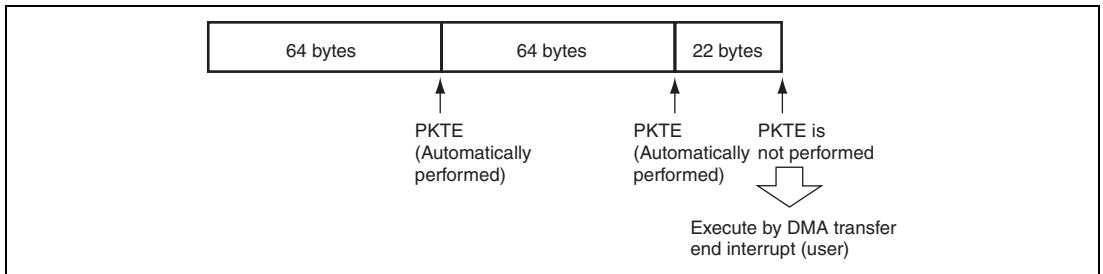 64 bytes
64 bytes
22 bytes
PKTE
(Automatically
performed)
PKTE
(Automatically
performed)
PKTE is
not performed
Execute by DMA transfer
end interrupt (user)